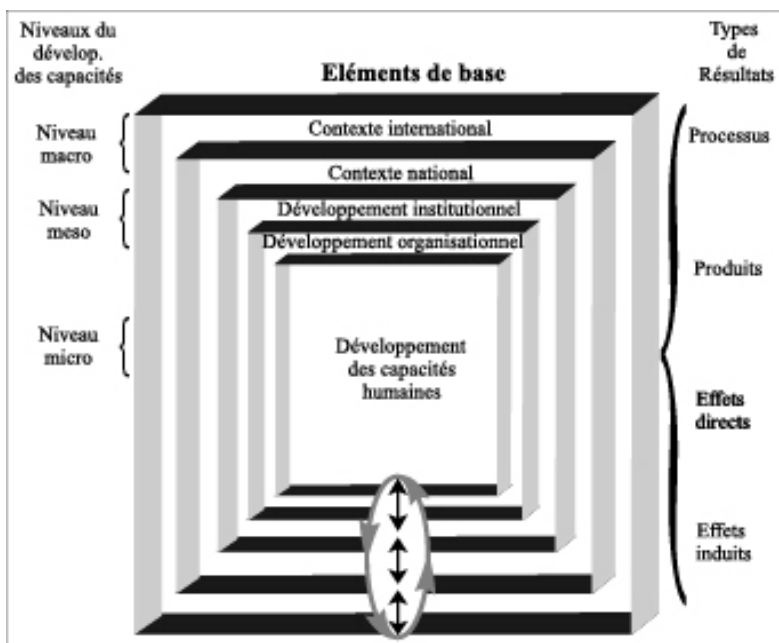 Niveaux du
dévelop.
des capacités
Eléments de base
Types
de
Résultats
Niveau
macro
Contexte international
Processus
Contexte national
Niveau
meso
Développement institutionnel
Développement organisationnel
Produits
Niveau
micro
Développement
des capacités
humaines
Effets
directs
Effets
induits